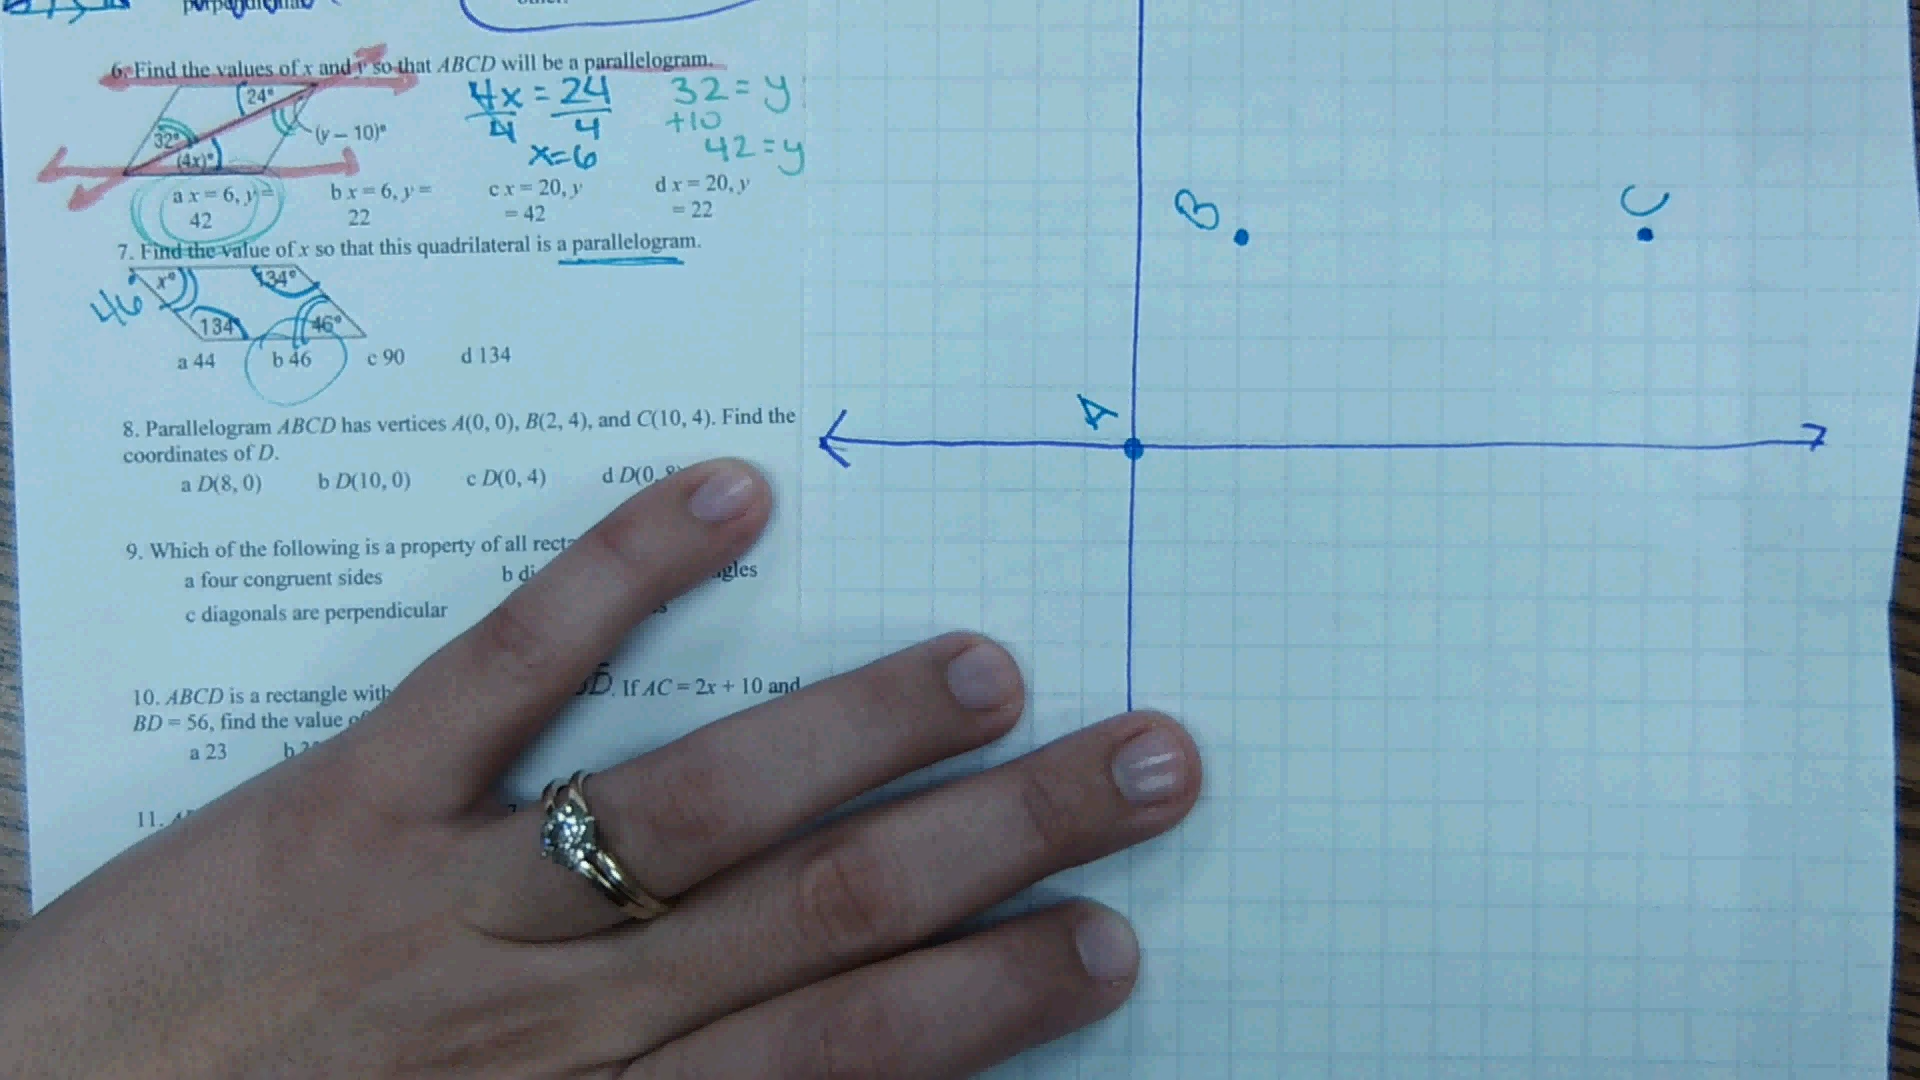 perpendicular
other.
6. Find the values of x and y so that ABCD will be a parallelogram.
24°
32°
(4x)°
(y – 10)°
4x = 24
4 4
x=6
32 = y
+10
42 = y
a x = 6, y =
42
b x = 6, y =
22
c x = 20, y
= 42
d x = 20, y
= 22
7. Find the value of x so that this quadrilateral is a parallelogram.
46
x°
134°
134
46°
a 44 b 46 c 90 d 134
8. Parallelogram ABCD has vertices A(0, 0), B(2, 4), and C(10, 4). Find the
coordinates of D.
a D(8, 0) b D(10, 0) c D(0, 4) d D(0,
9. Which of the following is a property of all
a four congruent sides b
c diagonals are perpendicular
10. ABCD is a rectangle with If AC = 2x + 10 and
BD = 56, find the value
a 23 b
11.
B
C
A